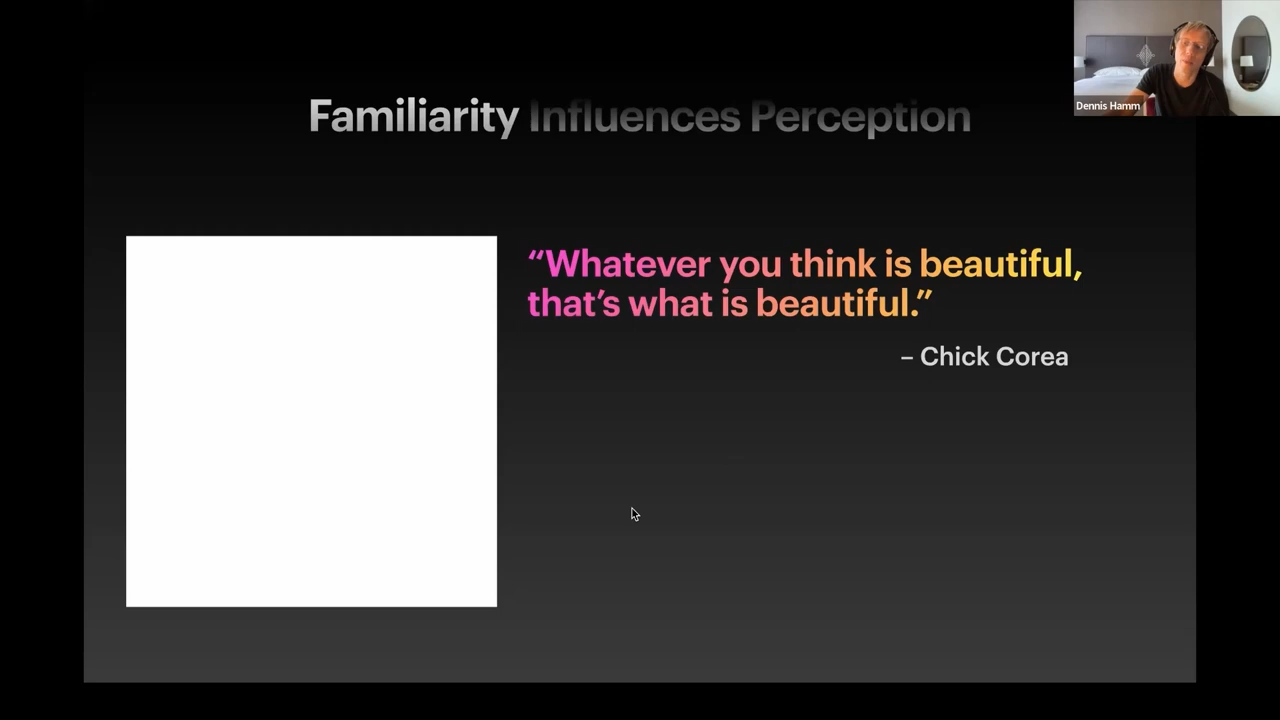 Familiarity Influences Perception
“Whatever you think is beautiful,
that’s what is beautiful.”
– Chick Corea
Dennis Hamm